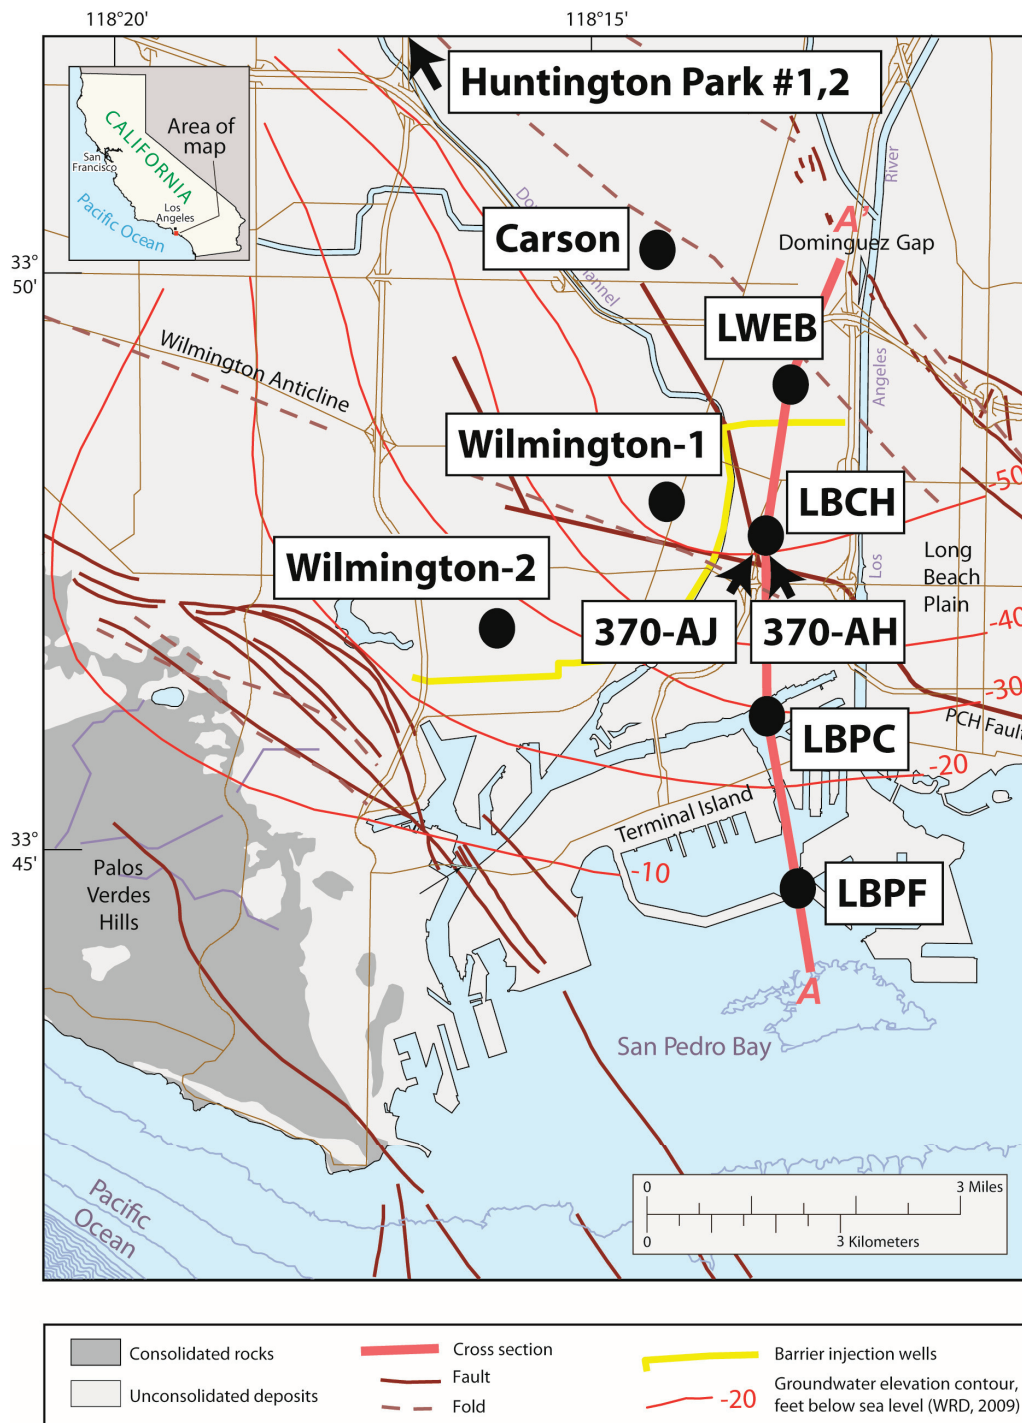 118°20'
118°15'
Huntington Park #1,2
CALIFORNIA
Area of
map
San
Francisco
Los
Angeles
Pacific Ocean
River
A'
Carson
Dominguez Gap
33°
50'
hannel
LWEB
Wilmington Anticline
Angeles
Wilmington-1
-50
LBCH
Wilmington-2
Los
Long
Beach
Plain
370-AJ
370-AH
-40
-30
PCH Fault
LBPC
-20
Terminal Island
33°
45'
-10
Palos
Verdes
Hills
LBPF
A
San Pedro Bay
Pacific
Ocean
0
3 Miles
0
3 Kilometers
Consolidated rocks
Unconsolidated deposits
Cross section
Fault
Fold
Barrier injection wells
-20
Groundwater elevation contour,
feet below sea level (WRD, 2009)